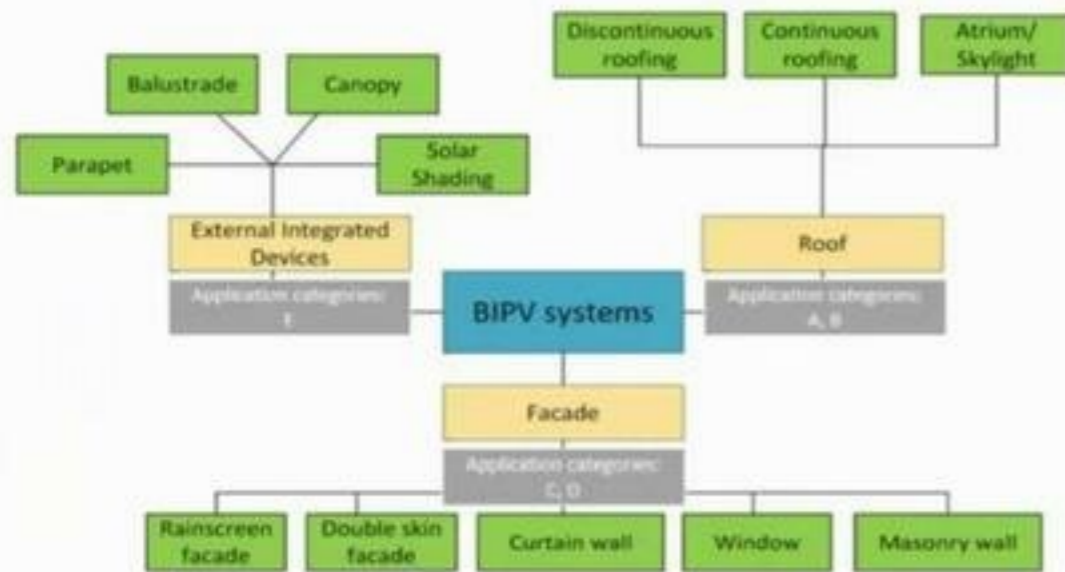 Discontinuous
roofing
Continuous
roofing
Atrium/
Skylight
Balustrade
Canopy
Parapet
Solar
Shading
External Integrated
Devices
Roof
Application categories:
E
BIPV systems
Application categories:
A, B
Facade
Application categories:
C, D
Rainscreen
facade
Double skin
facade
Curtain wall
Window
Masonry wall